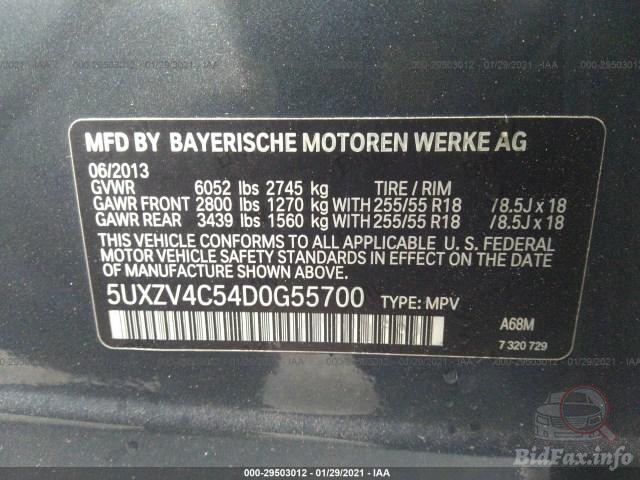 000-29503012 - 01/29/2021 - IAA
MFD BY BAYERISCHE MOTOREN WERKE AG
06/2013
GVWR 6052 lbs 2745 kg TIRE / RIM
GAWR FRONT 2800 lbs 1270 kg WITH 255/55 R18 / 8.5J x 18
GAWR REAR 3439 lbs 1560 kg WITH 255/55 R18 / 8.5J x 18
THIS VEHICLE CONFORMS TO ALL APPLICABLE U. S. FEDERAL
MOTOR VEHICLE SAFETY STANDARDS IN EFFECT ON THE DATE OF
MANUFACTURE SHOWN ABOVE.
5UXZV4C54D0G55700 TYPE: MPV
A68M
7 320 729
BidFax.info
000-29503012 - 01/29/2021 - IAA